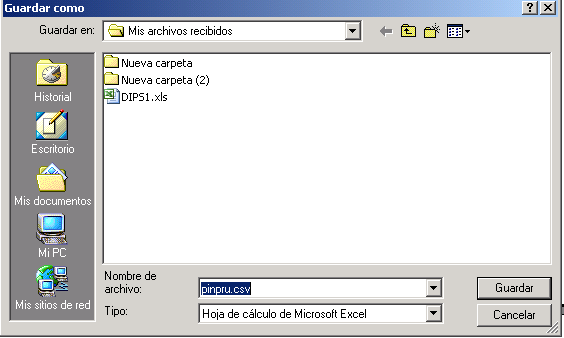 Guardar como
Guardar en:
Mis archivos recibidos
Historial
Escritorio
Mis documentos
Mi PC
Mis sitios de red
Nueva carpeta
Nueva carpeta (2)
DIPS1.xls
Nombre de
archivo:
pinpru.csv
Guardar
Tipo:
Hoja de cálculo de Microsoft Excel
Cancelar